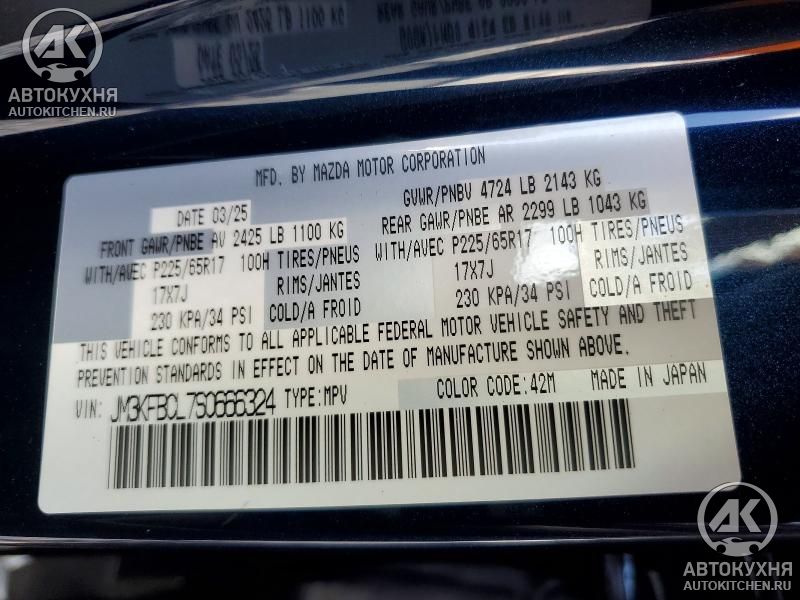 AK
АВТОКУХНЯ
AUTOKITCHEN.RU
MFD. BY MAZDA MOTOR CORPORATION
DATE 03/25
GVWR/PNBV 4724 LB 2143 KG
FRONT GAWR/PNBE AV 2425 LB 1100 KG
REAR GAWR/PNBE AR 2299 LB 1043 KG
WITH/AVEC P225/65R17 100H TIRES/PNEUS
WITH/AVEC P225/65R17 100H TIRES/PNEUS
17X7J RIMS/JANTES
17X7J RIMS/JANTES
230 KPA/34 PSI COLD/A FROID
230 KPA/34 PSI COLD/A FROID
THIS VEHICLE CONFORMS TO ALL APPLICABLE FEDERAL MOTOR VEHICLE SAFETY AND THEFT
PREVENTION STANDARDS IN EFFECT ON THE DATE OF MANUFACTURE SHOWN ABOVE.
VIN: JM3KFBCL7S0666324 TYPE:MPV COLOR CODE:42M MADE IN JAPAN
AK
АВТОКУХНЯ
AUTOKITCHEN.RU